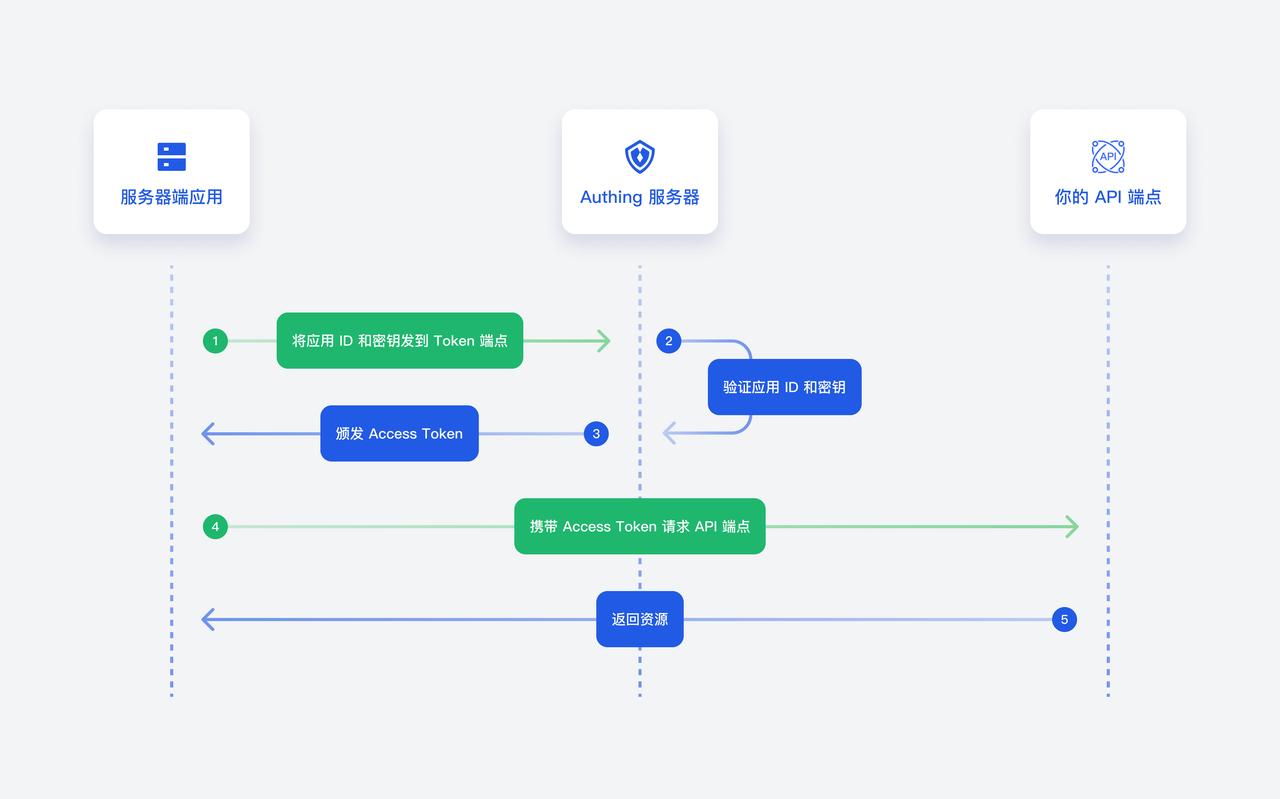 服务器端应用
Authing 服务器
API
你的 API 端点
1
将应用 ID 和密钥发到 Token 端点
2
验证应用 ID 和密钥
颁发 Access Token
3
4
携带 Access Token 请求 API 端点
返回资源
5